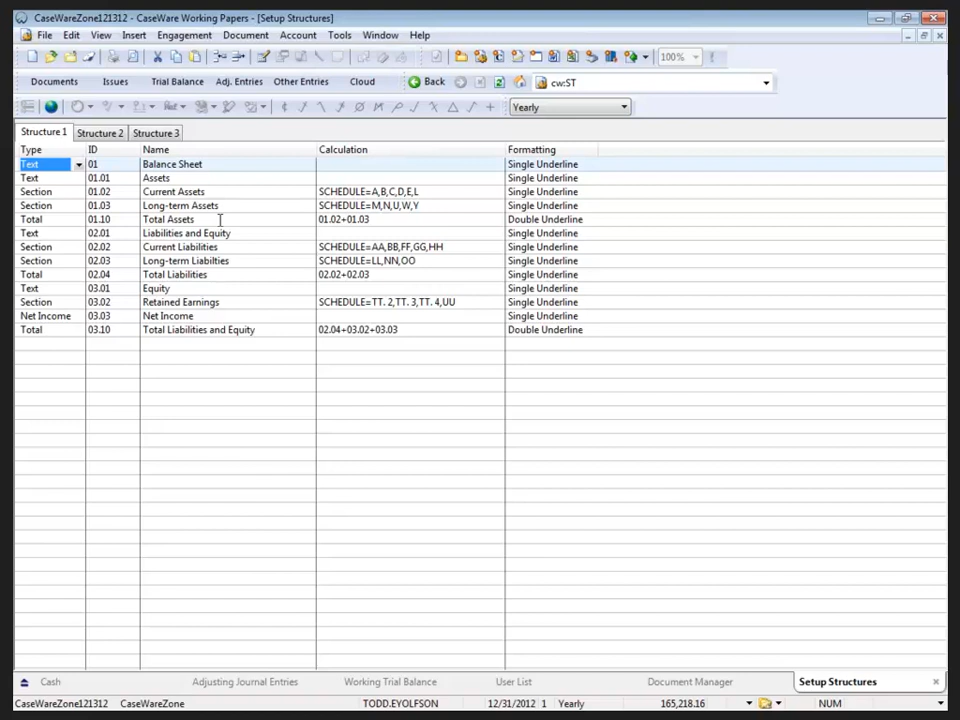 CaseWareZone121312 - CaseWare Working Papers - [Setup Structures]
File Edit View Insert Engagement Document Account Tools Window Help
100%
Documents Issues Trial Balance Adj. Entries Other Entries Cloud Back cw:ST
Yearly
Structure 1 Structure 2 Structure 3
Type ID Name Calculation Formatting
Text 01 Balance Sheet Single Underline
Text 01.01 Assets Single Underline
Section 01.02 Current Assets SCHEDULE=A,B,C,D,E,L Single Underline
Section 01.03 Long-term Assets SCHEDULE=M,N,U,W,Y Single Underline
Total 01.10 Total Assets 01.02+01.03 Double Underline
Text 02.01 Liabilities and Equity Single Underline
Section 02.02 Current Liabilities SCHEDULE=AA,BB,FF,GG,HH Single Underline
Section 02.03 Long-term Liabilties SCHEDULE=LL,NN,OO Single Underline
Total 02.04 Total Liabilities 02.02+02.03 Single Underline
Text 03.01 Equity Single Underline
Section 03.02 Retained Earnings SCHEDULE=TT. 2,TT. 3,TT. 4,UU Single Underline
Net Income 03.03 Net Income Single Underline
Total 03.10 Total Liabilities and Equity 02.04+03.02+03.03 Double Underline
Cash Adjusting Journal Entries Working Trial Balance User List Document Manager Setup Structures
CaseWareZone121312 CaseWareZone TODD.EYOLFSON 12/31/2012 1 Yearly 165,218.16 NUM